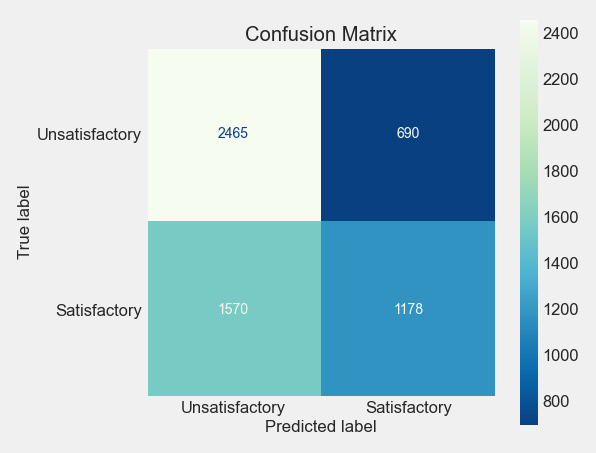 Confusion Matrix
True label
Unsatisfactory
2465
690
Satisfactory
1570
1178
Unsatisfactory
Satisfactory
Predicted label
2400
2200
2000
1800
1600
1400
1200
1000
800